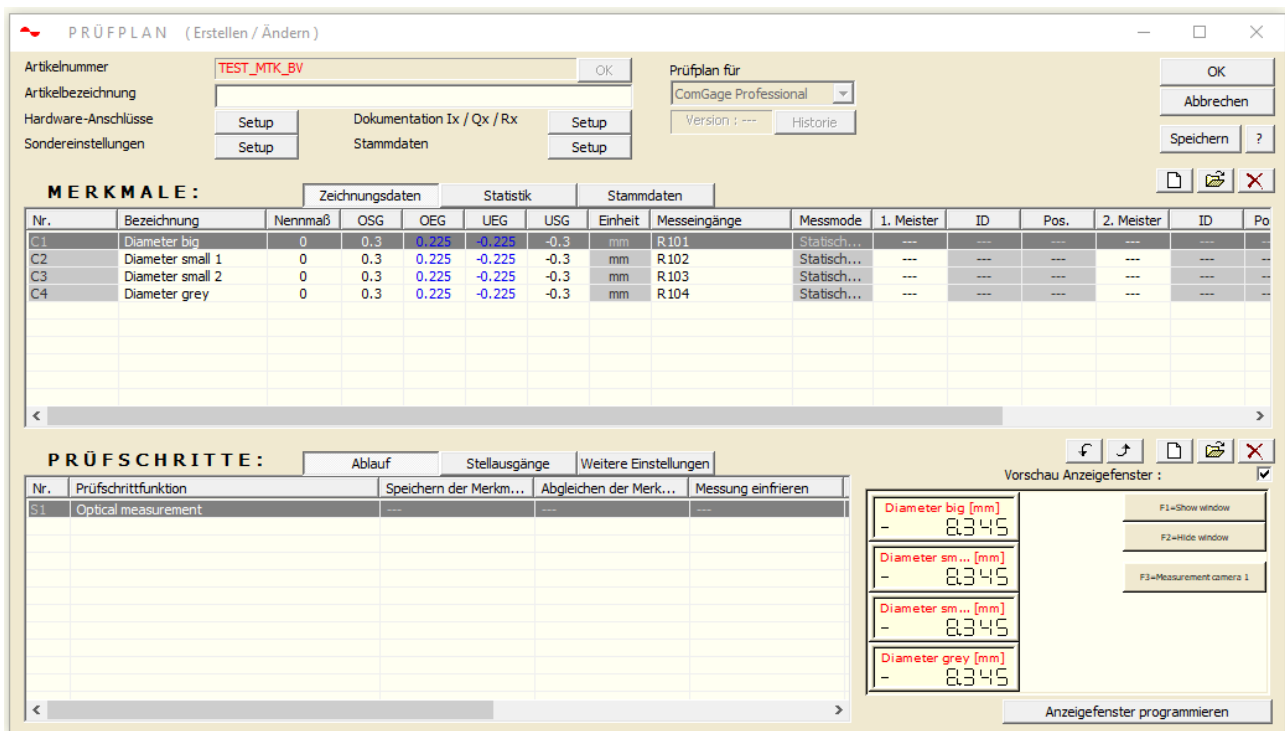 PRÜFPLAN (Erstellen / Ändern)
Artikelnummer TEST_MTK_BV OK Prüfplan für OK
Artikelbezeichnung ComGage Professional Abbrechen
Hardware-Anschlüsse Setup Dokumentation Ix / Qx / Rx Setup Version : --- Historie
Sondereinstellungen Setup Stammdaten Setup Speichern ?
MERKMALE: Zeichnungsdaten Statistik Stammdaten
Nr. Bezeichnung Nennmaß OSG OEG UEG USG Einheit Messeingänge Messmode 1. Meister ID Pos. 2. Meister ID Po
C1 Diameter big 0 0.3 0.225 -0.225 -0.3 mm R101 Statisch... --- --- --- --- --- --
C2 Diameter small 1 0 0.3 0.225 -0.225 -0.3 mm R102 Statisch... --- --- --- --- --- --
C3 Diameter small 2 0 0.3 0.225 -0.225 -0.3 mm R103 Statisch... --- --- --- --- --- --
C4 Diameter grey 0 0.3 0.225 -0.225 -0.3 mm R104 Statisch... --- --- --- --- --- --
PRÜFSCHRITTE: Ablauf Stellausgänge Weitere Einstellungen
Vorschau Anzeigefenster :
Nr. Prüfschrittfunktion Speichern der Merkm... Abgleichen der Merk... Messung einfrieren
S1 Optical measurement --- --- ---
Diameter big [mm]
- 8.345
Diameter sm... [mm]
- 8.345
Diameter sm... [mm]
- 8.345
Diameter grey [mm]
- 8.345
F1=Show window
F2=Hide window
F3=Measurement camera 1
Anzeigefenster programmieren